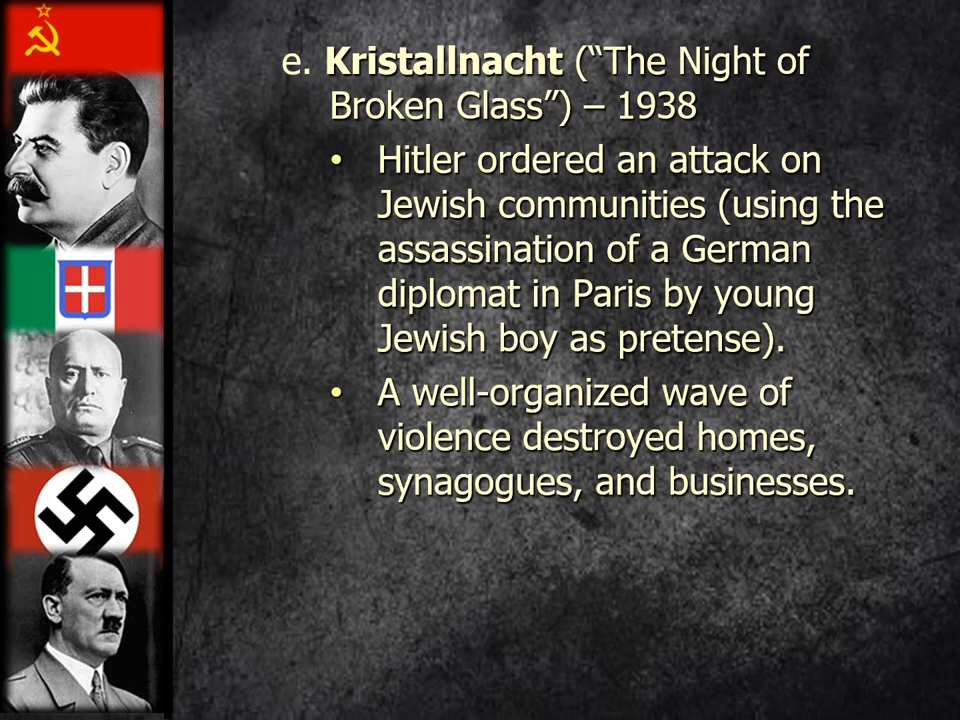 e. Kristallnacht (“The Night of
Broken Glass”) – 1938
• Hitler ordered an attack on
Jewish communities (using the
assassination of a German
diplomat in Paris by young
Jewish boy as pretense).
• A well-organized wave of
violence destroyed homes,
synagogues, and businesses.